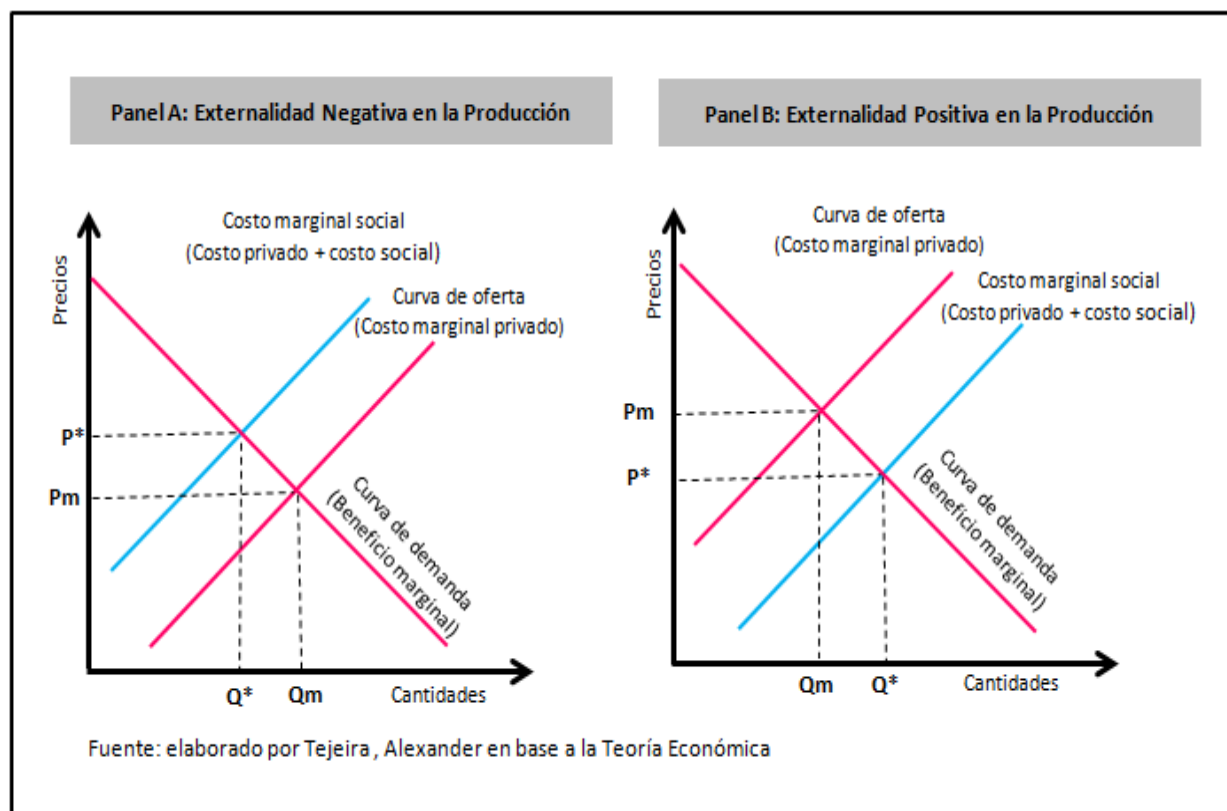 Panel A: Externalidad Negativa en la Producción
Costo marginal social
(Costo privado + costo social)
Curva de oferta
(Costo marginal privado)
Precios
P*
Pm
Curva de demanda
(Beneficio marginal)
Q*
Qm
Cantidades
Panel B: Externalidad Positiva en la Producción
Curva de oferta
(Costo marginal privado)
Costo marginal social
(Costo privado + costo social)
Precios
Pm
P*
Curva de demanda
(Beneficio marginal)
Qm
Q*
Cantidades
Fuente: elaborado por Tejeira , Alexander en base a la Teoría Económica